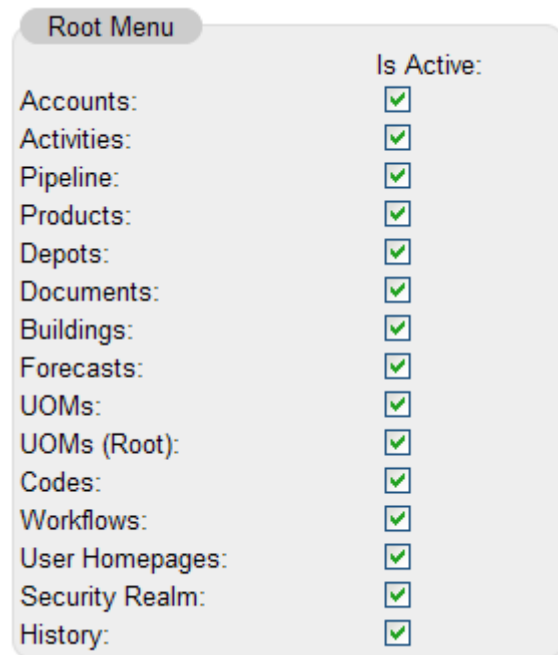 Root Menu
Is Active:
Accounts:
Activities:
Pipeline:
Products:
Depots:
Documents:
Buildings:
Forecasts:
UOMs:
UOMs (Root):
Codes:
Workflows:
User Homepages:
Security Realm:
History: